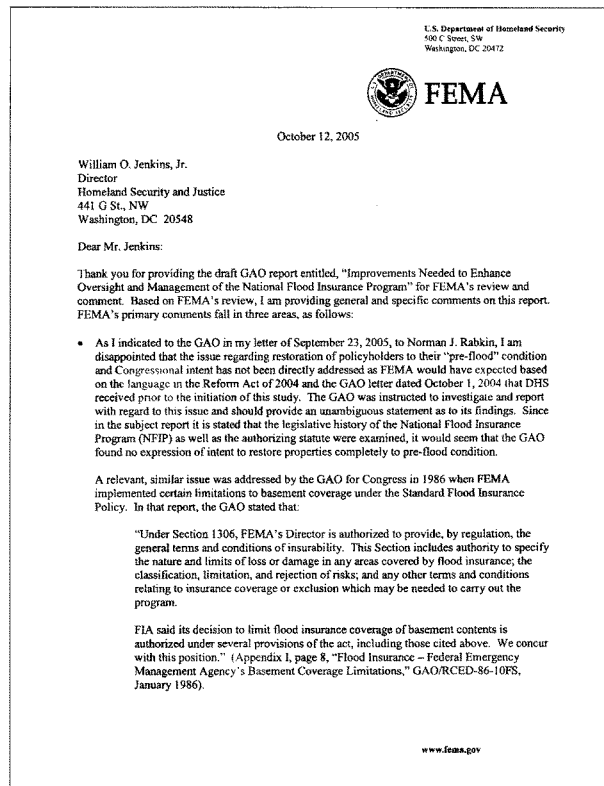 U.S. Department of Homeland Security
500 C Street, SW
Washington, DC 20472
FEMA
October 12, 2005
William O. Jenkins, Jr.
Director
Homeland Security and Justice
441 G St., NW
Washington, DC 20548
Dear Mr. Jenkins:
Thank you for providing the draft GAO report entitled, "Improvements Needed to Enhance
Oversight and Management of the National Flood Insurance Program" for FEMA's review and
comment. Based on FEMA's review, I am providing general and specific comments on this report.
FEMA's primary comments fall in three areas, as follows:
• As I indicated to the GAO in my letter of September 23, 2005, to Norman J. Rabkin, I am
disappointed that the issue regarding restoration of policyholders to their "pre-flood" condition
and Congressional intent has not been directly addressed as FEMA would have expected based
on the language in the Reform Act of 2004 and the GAO letter dated October 1, 2004 that DHS
received prior to the initiation of this study. The GAO was instructed to investigate and report
with regard to this issue and should provide an unambiguous statement as to its findings. Since
in the subject report it is stated that the legislative history of the National Flood Insurance
Program (NFIP) as well as the authorizing statute were examined, it would seem that the GAO
found no expression of intent to restore properties completely to pre-flood condition.
A relevant, similar issue was addressed by the GAO for Congress in 1986 when FEMA
implemented certain limitations to basement coverage under the Standard Flood Insurance
Policy. In that report, the GAO stated that:
"Under Section 1306, FEMA's Director is authorized to provide, by regulation, the
general terms and conditions of insurability. This Section includes authority to specify
the nature and limits of loss or damage in any areas covered by flood insurance; the
classification, limitation, and rejection of risks; and any other terms and conditions
relating to insurance coverage or exclusion which may be needed to carry out the
program.
FIA said its decision to limit flood insurance coverage of basement contents is
authorized under several provisions of the act, including those cited above. We concur
with this position." (Appendix I, page 8, "Flood Insurance – Federal Emergency
Management Agency's Basement Coverage Limitations," GAO/RCED-86-10FS,
January 1986).
www.fema.gov